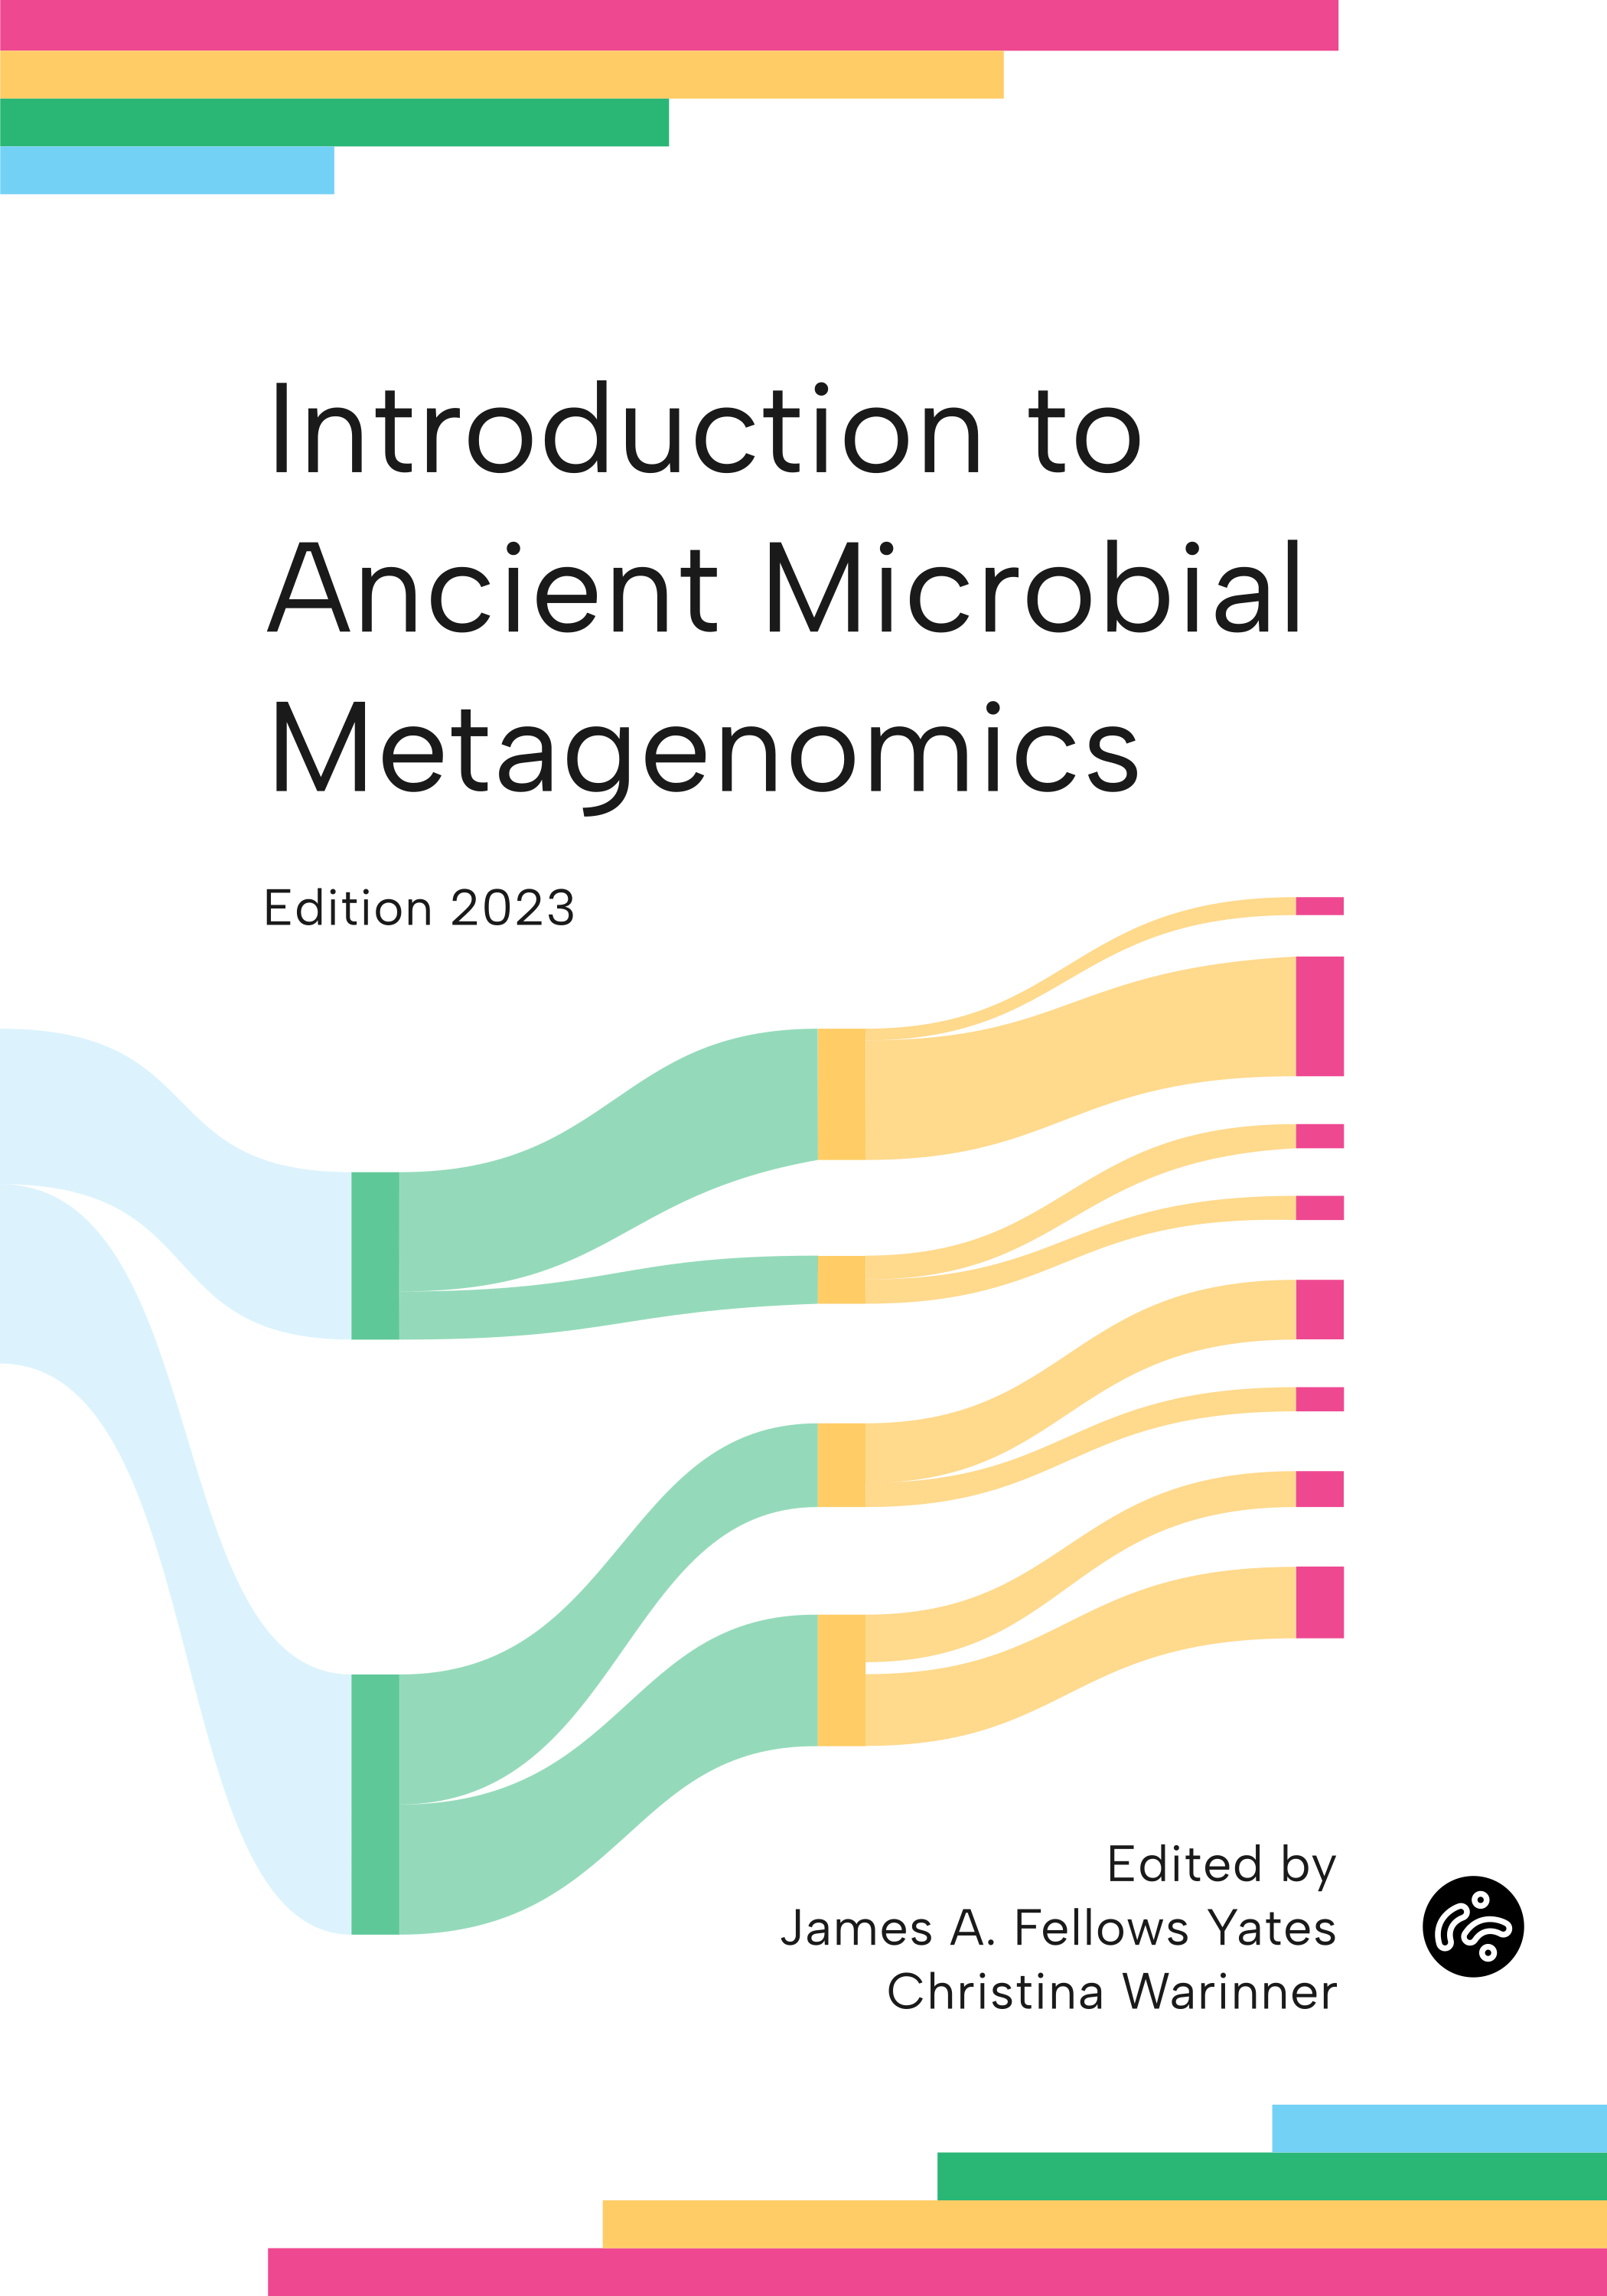 Introduction to
Ancient Microbial
Metagenomics
Edition 2023
Edited by
James A. Fellows Yates
Christina Warinner